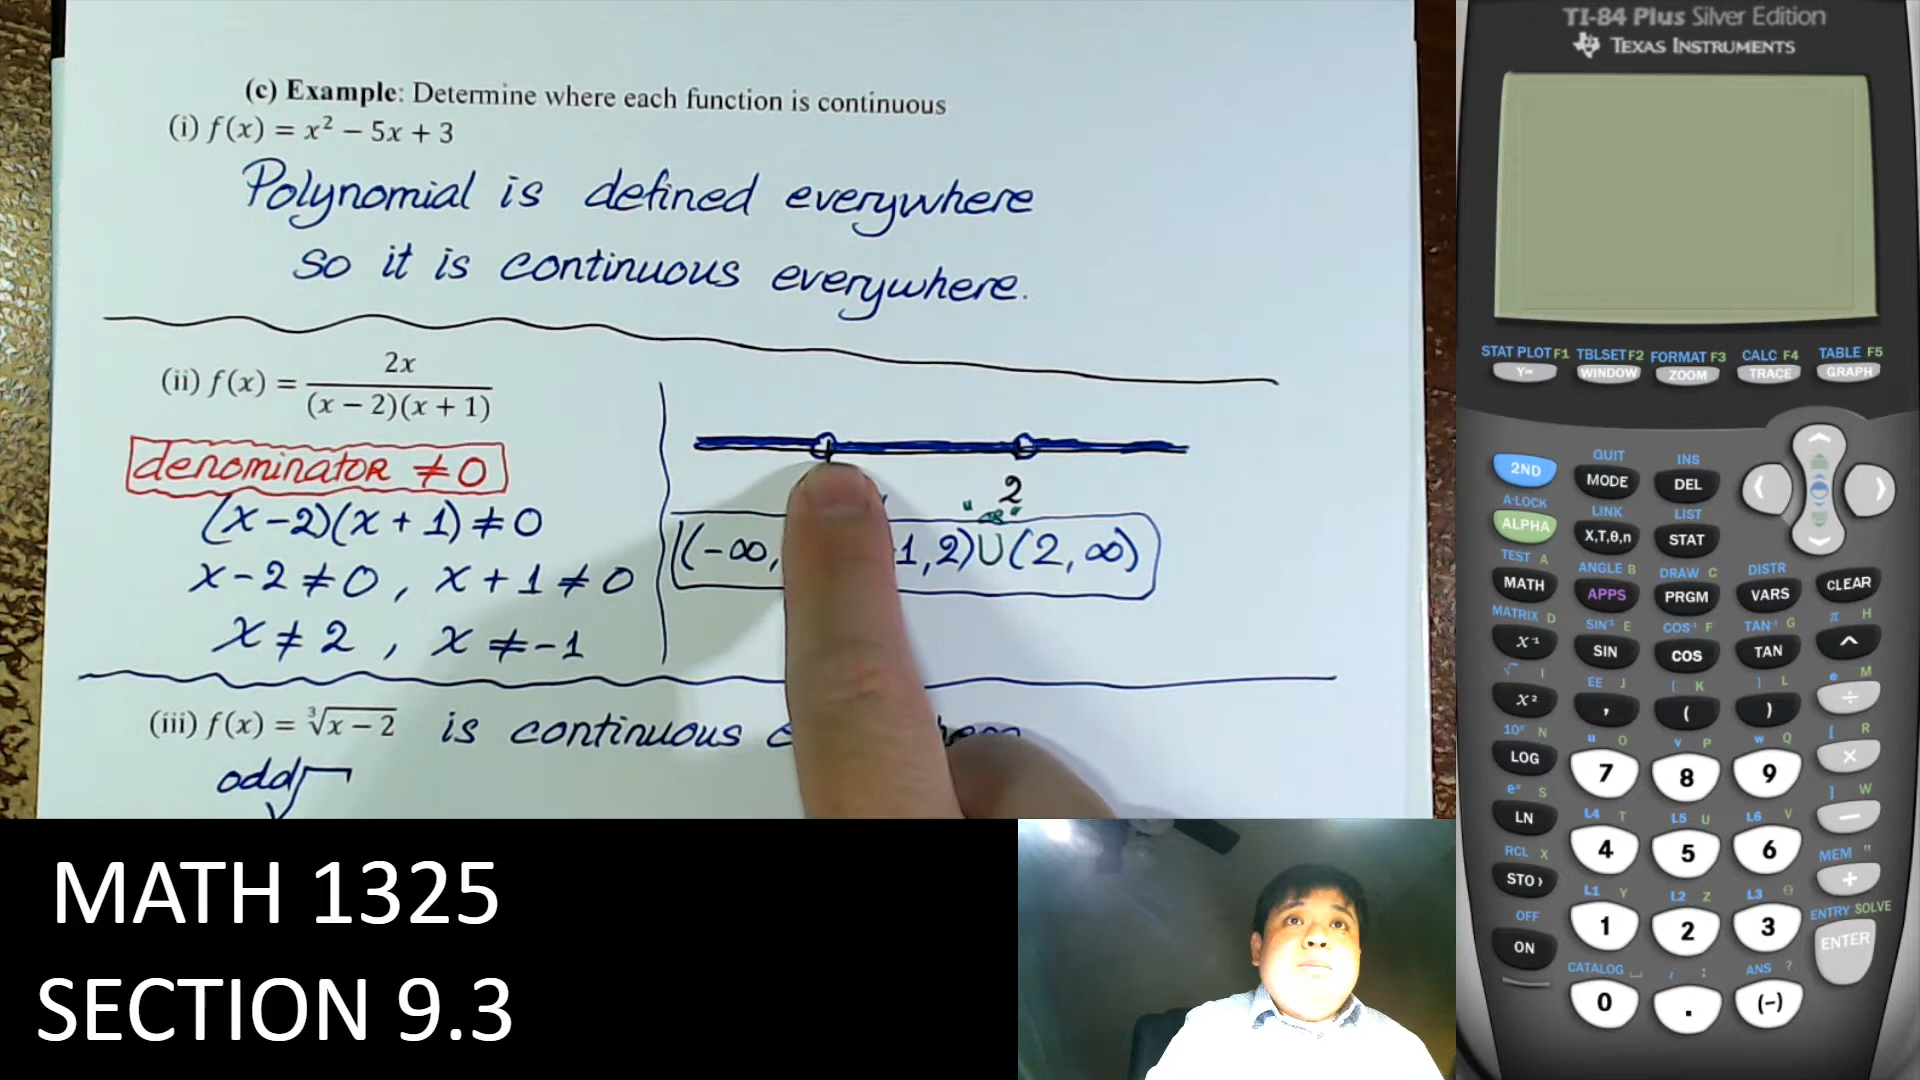 (c) Example: Determine where each function is continuous
(i) f(x) = x² − 5x + 3
Polynomial is defined everywhere
so it is continuous everywhere.
(ii) f(x) = 2x / (x − 2)(x + 1)
denominator ≠ 0
(x − 2)(x + 1) ≠ 0
x − 2 ≠ 0 , x + 1 ≠ 0
x ≠ 2 , x ≠ −1
2
"or"
(−∞, 1, 2) ∪ (2, ∞)
(iii) f(x) = ∛(x − 2) is continuous
odd √
MATH 1325
SECTION 9.3
TI-84 Plus Silver Edition
TEXAS INSTRUMENTS
STAT PLOT F1 TBLSET F2 FORMAT F3 CALC F4 TABLE F5
Y= WINDOW ZOOM TRACE GRAPH
QUIT INS
2ND MODE DEL
A-LOCK LINK LIST
ALPHA X,T,θ,n STAT
TEST A ANGLE B DRAW C DISTR
MATH APPS PRGM VARS CLEAR
MATRIX D SIN⁻¹ E COS⁻¹ F TAN⁻¹ G π H
x⁻¹ SIN COS TAN ^
√ I EE J { K } L e M
x² , ( ) ÷
10ˣ N u O v P w Q [ R
LOG 7 8 9 ×
eˣ S L4 T L5 U L6 V ] W
LN 4 5 6 −
RCL X L1 Y L2 Z L3 θ MEM "
STO› 1 2 3 +
OFF CATALOG ⎵ i : ANS ? ENTRY SOLVE
ON 0 . (−) ENTER